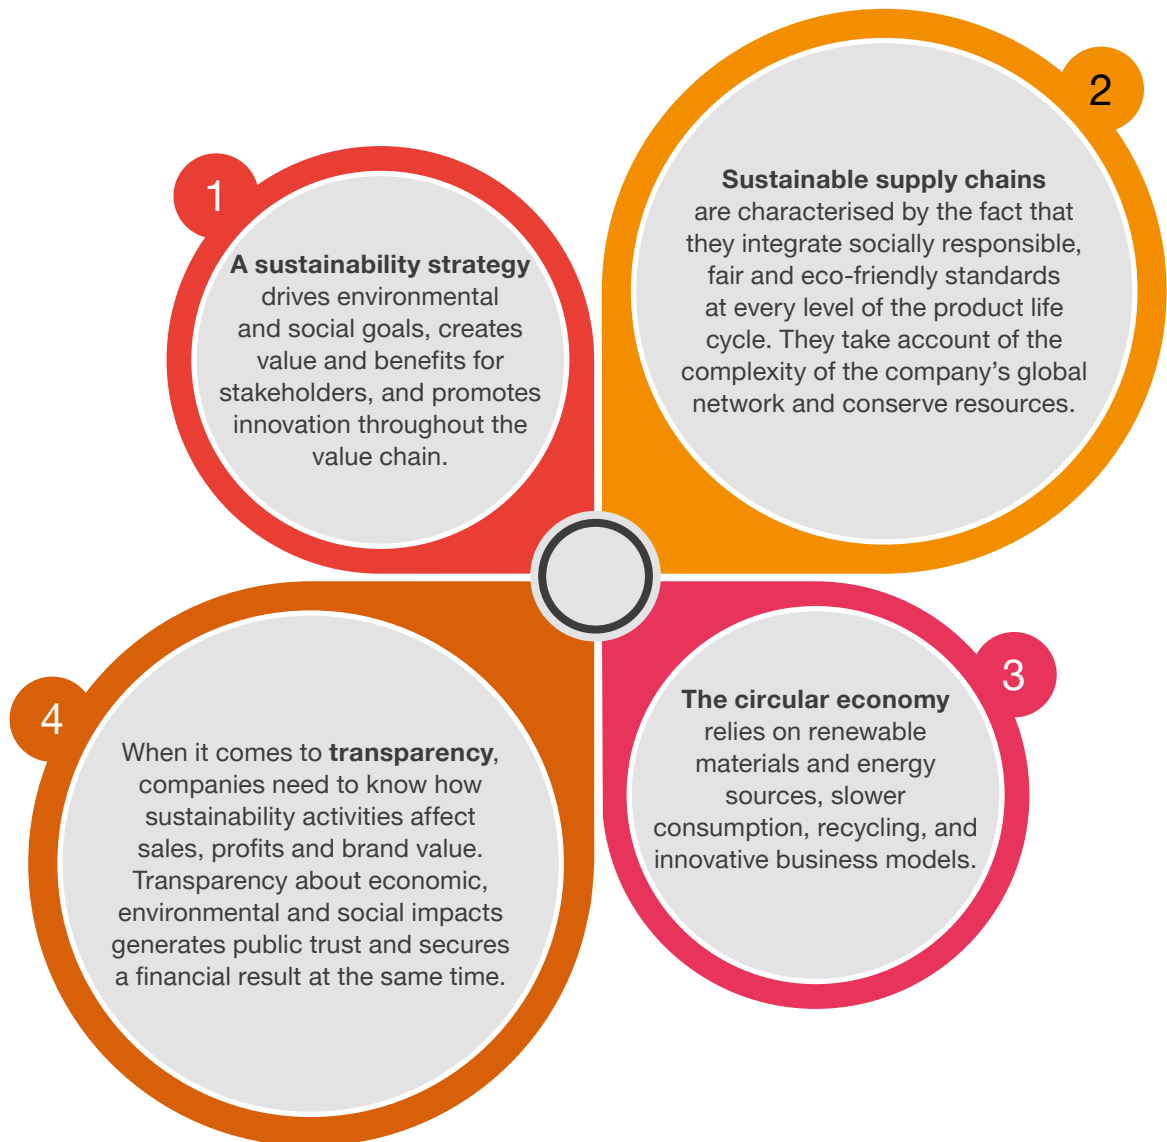 1
A sustainability strategy
drives environmental
and social goals, creates
value and benefits for
stakeholders, and promotes
innovation throughout the
value chain.
2
Sustainable supply chains
are characterised by the fact that
they integrate socially responsible,
fair and eco-friendly standards
at every level of the product life
cycle. They take account of the
complexity of the company’s global
network and conserve resources.
3
The circular economy
relies on renewable
materials and energy
sources, slower
consumption, recycling, and
innovative business models.
4
When it comes to transparency,
companies need to know how
sustainability activities affect
sales, profits and brand value.
Transparency about economic,
environmental and social impacts
generates public trust and secures
a financial result at the same time.